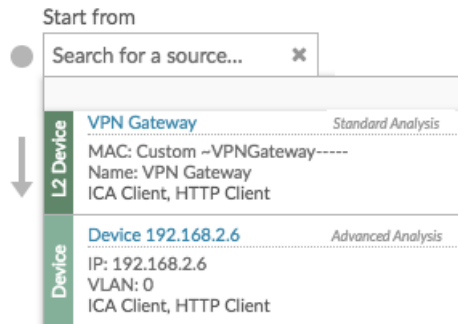 Start from
Search for a source... ×
L2 Device
VPN Gateway Standard Analysis
MAC: Custom ~VPNGateway-----
Name: VPN Gateway
ICA Client, HTTP Client
Device
Device 192.168.2.6 Advanced Analysis
IP: 192.168.2.6
VLAN: 0
ICA Client, HTTP Client